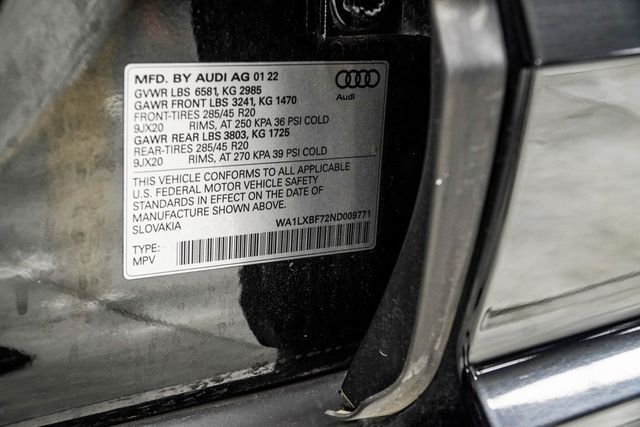 MFD. BY AUDI AG 01 22
GVWR LBS 6581, KG 2985
GAWR FRONT LBS 3241, KG 1470
FRONT-TIRES 285/45 R20
9JX20 RIMS, AT 250 KPA 36 PSI COLD
GAWR REAR LBS 3803, KG 1725
REAR-TIRES 285/45 R20
9JX20 RIMS, AT 270 KPA 39 PSI COLD
Audi
THIS VEHICLE CONFORMS TO ALL APPLICABLE
U.S. FEDERAL MOTOR VEHICLE SAFETY
STANDARDS IN EFFECT ON THE DATE OF
MANUFACTURE SHOWN ABOVE.
SLOVAKIA WA1LXBF72ND009771
TYPE:
MPV